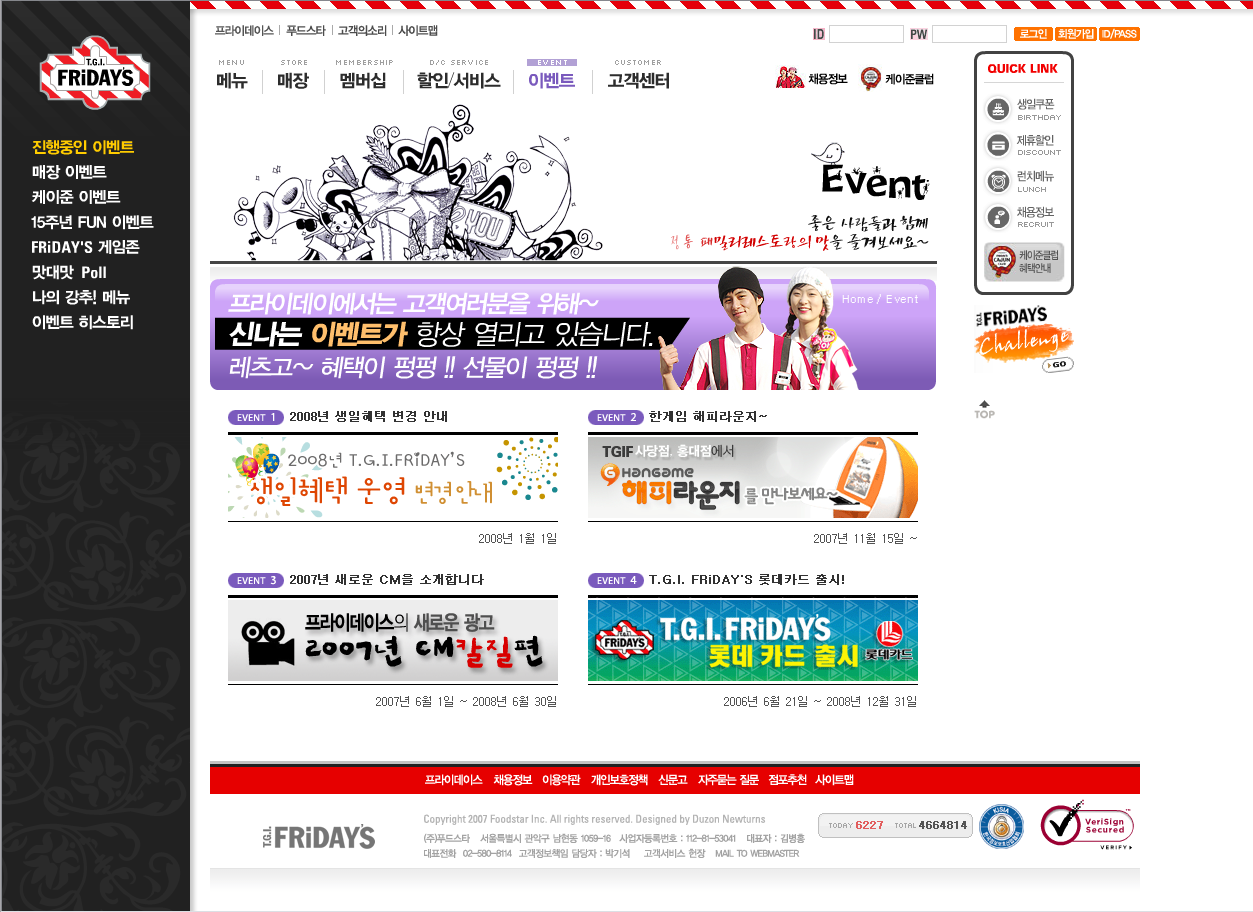 프라이데이스 푸드스타 고객의소리 사이트맵
ID PW 로그인 회원가입 ID/PASS
T.G.I. FRiDAY'S
MENU STORE MEMBERSHIP D/C SERVICE EVENT CUSTOMER
메뉴 매장 멤버십 할인/서비스 이벤트 고객센터
채용정보 케이준클럽
진행중인 이벤트
매장 이벤트
케이준 이벤트
15주년 FUN 이벤트
FRiDAY'S 게임존
맛대맛 Poll
나의 강추! 메뉴
이벤트 히스토리
YOU
Event
좋은 사람들과 함께
정통 패밀리레스토랑의 맛을 즐겨보세요~
QUICK LINK
생일쿠폰
BIRTHDAY
제휴할인
DISCOUNT
런치메뉴
LUNCH
채용정보
RECRUIT
케이준클럽
혜택안내
T.G.I. FRiDAY'S
Challenge
GO
TOP
Home / Event
프라이데이에서는 고객여러분을 위해~
신나는 이벤트가 항상 열리고 있습니다.
레츠고~ 혜택이 펑펑 !! 선물이 펑펑 !!
EVENT 1 2008년 생일혜택 변경 안내
2008년 T.G.I.FRiDAY'S
생일혜택 운영 변경안내
2008년 1월 1일
EVENT 2 한게임 해피라운지~
TGIF 사당점, 홍대점에서
HANGAME
해피라운지를 만나보세요~
2007년 11월 15일 ~
EVENT 3 2007년 새로운 CM을 소개합니다
프라이데이스의 새로운 광고
2007년 CM칼질편
2007년 6월 1일 ~ 2008년 6월 30일
EVENT 4 T.G.I. FRiDAY'S 롯데카드 출시!
T.G.I. FRiDAY'S
FRiDAY'S
롯데 카드 출시 롯데카드
2006년 6월 21일 ~ 2008년 12월 31일
프라이데이스 채용정보 이용약관 개인보호정책 신문고 자주묻는 질문 점포추천 사이트맵
T.G.I. FRiDAY'S
Copyright 2007 Foodstar Inc. All rights reserved. Designed by Duzon Newturns
(주)푸드스타 서울특별시 관악구 남현동 1059-16 사업자등록번호 : 112-81-53041 대표자 : 김병흠
대표전화 02-580-8114 고객정보책임 담당자 : 박기석 고객서비스 헌장 MAIL TO WEBMASTER
TODAY 6227 TOTAL 4664814
KISIA
VeriSign
Secured
VERIFY